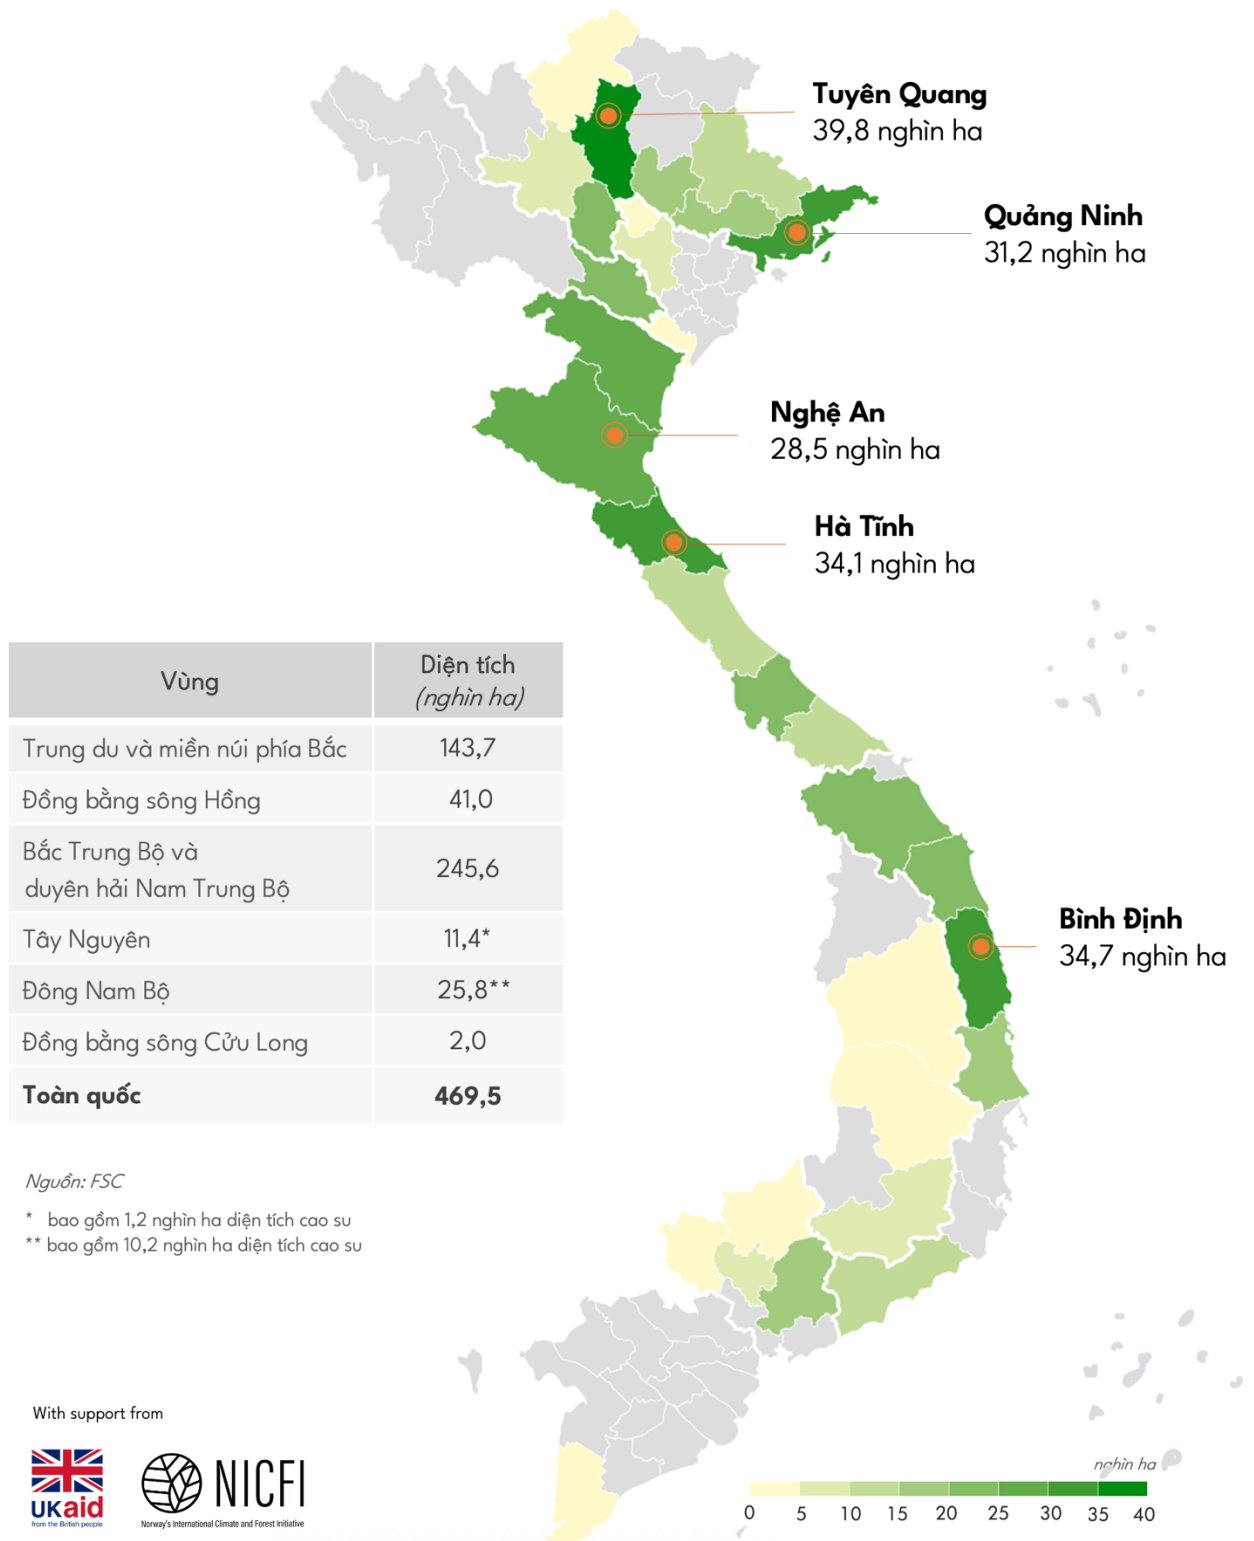 Tuyên Quang
39,8 nghìn ha
Quảng Ninh
31,2 nghìn ha
Nghệ An
28,5 nghìn ha
Hà Tĩnh
34,1 nghìn ha
Vùng
Diện tích
(nghìn ha)
Trung du và miền núi phía Bắc 143,7
Đồng bằng sông Hồng 41,0
Bắc Trung Bộ và
duyên hải Nam Trung Bộ
245,6
Tây Nguyên 11,4*
Đông Nam Bộ 25,8**
Đồng bằng sông Cửu Long 2,0
Toàn quốc 469,5
Bình Định
34,7 nghìn ha
Nguồn: FSC
* bao gồm 1,2 nghìn ha diện tích cao su
** bao gồm 10,2 nghìn ha diện tích cao su
With support from
UKaid
from the British people
NICFI
Norway's International Climate and Forest Initiative
nghìn ha
0 5 10 15 20 25 30 35 40